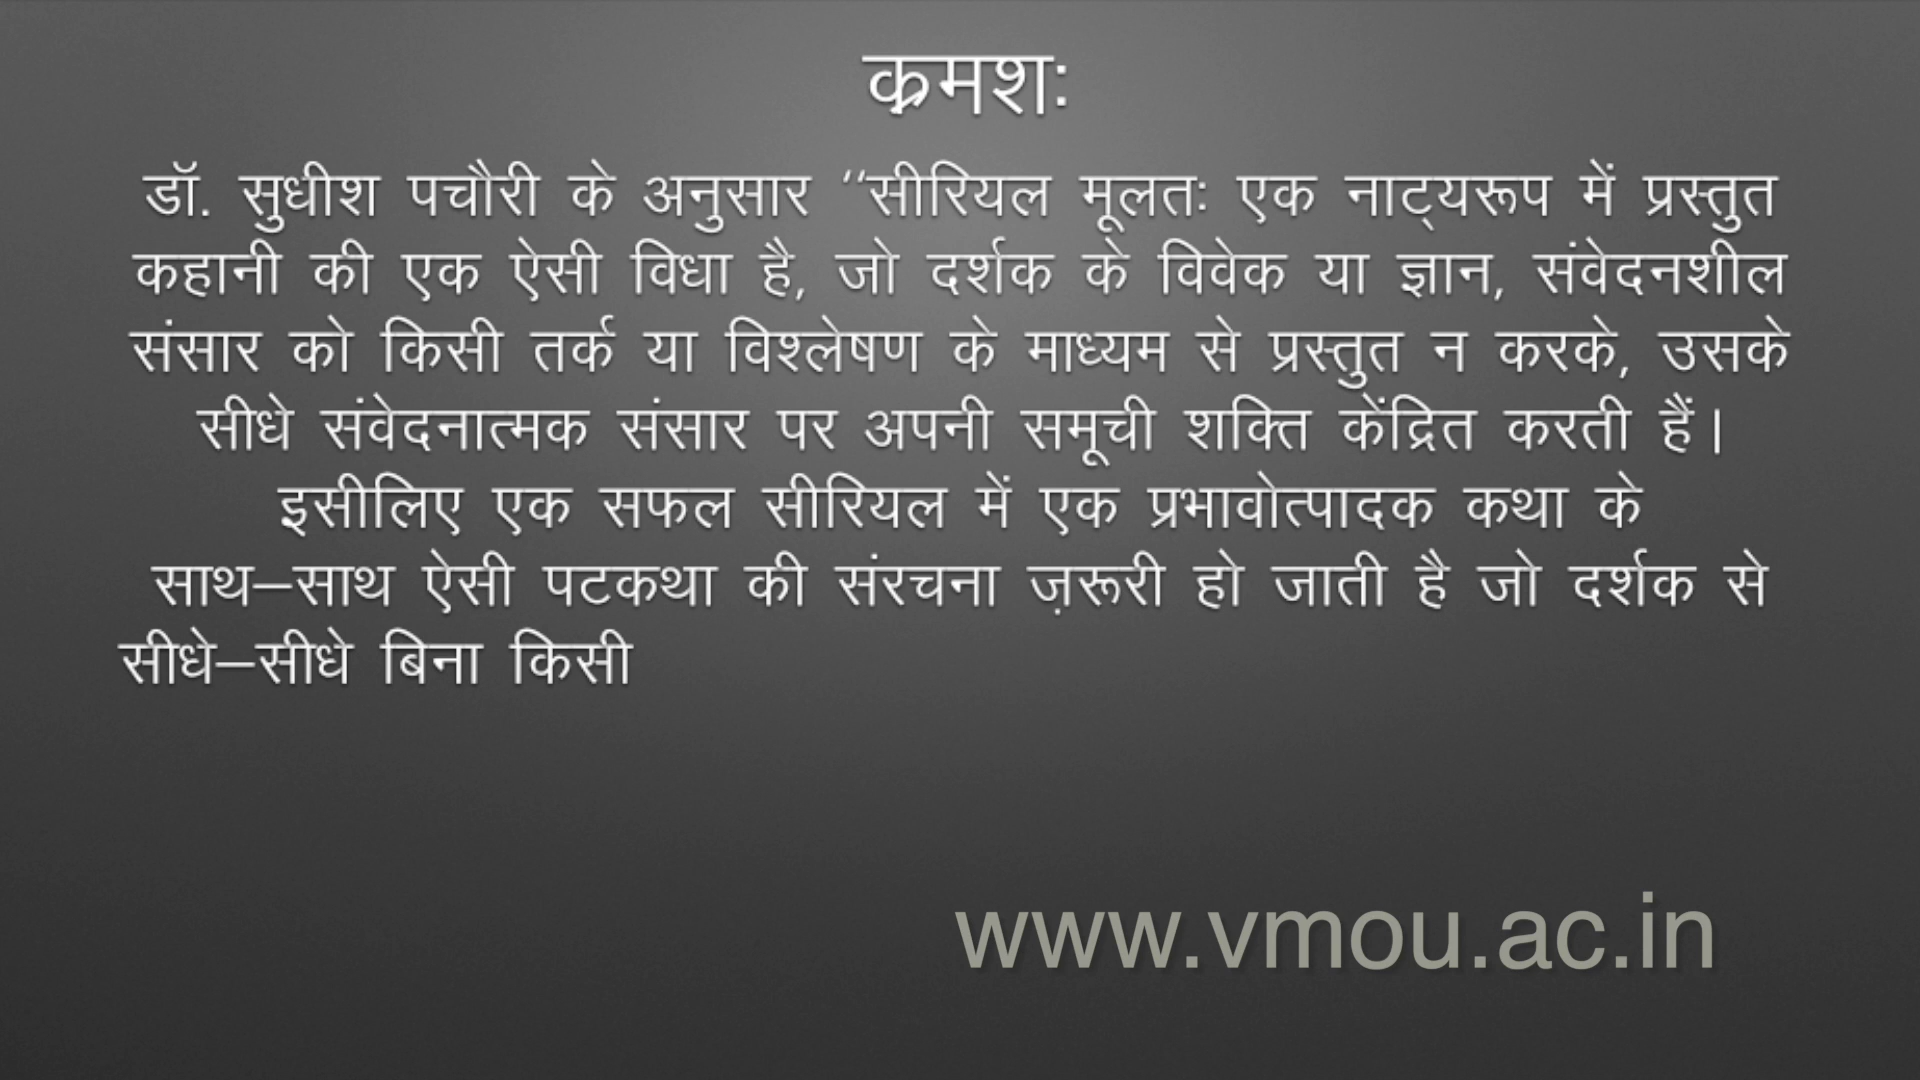 क्रमशः
डॉ. सुधीश पचौरी के अनुसार ‘‘सीरियल मूलतः एक नाट्यरूप में प्रस्तुत
कहानी की एक ऐसी विधा है, जो दर्शक के विवेक या ज्ञान, संवेदनशील
संसार को किसी तर्क या विश्लेषण के माध्यम से प्रस्तुत न करके, उसके
सीधे संवेदनात्मक संसार पर अपनी समूची शक्ति केंद्रित करती हैं।
इसीलिए एक सफल सीरियल में एक प्रभावोत्पादक कथा के
साथ–साथ ऐसी पटकथा की संरचना ज़रूरी हो जाती है जो दर्शक से
सीधे–सीधे बिना किसी
www.vmou.ac.in